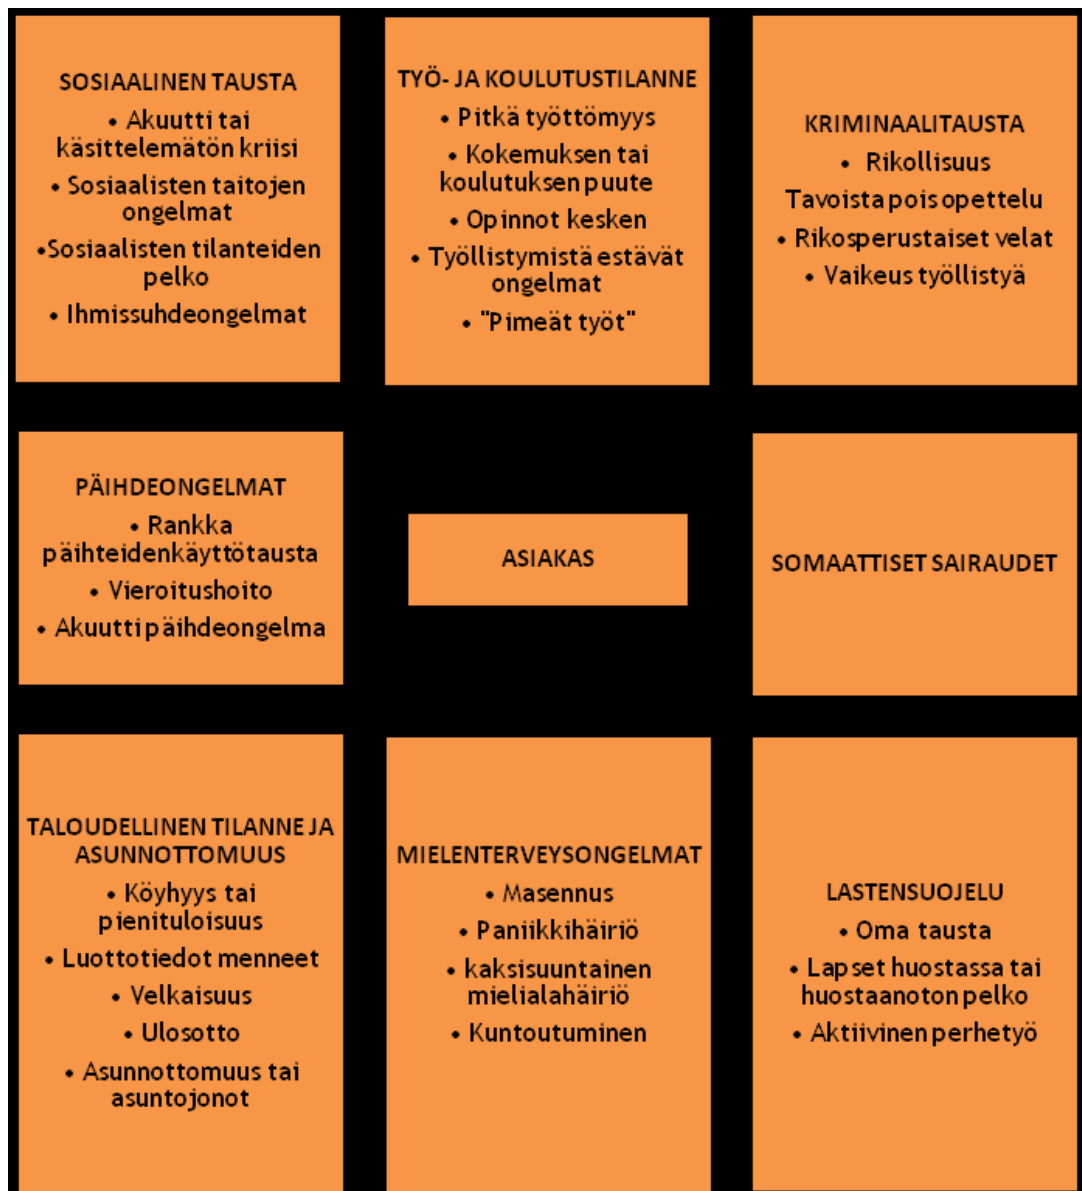 SOSIAALINEN TAUSTA
• Akuutti tai
käsittelemätön kriisi
• Sosiaalisten taitojen
ongelmat
•Sosiaalisten tilanteiden
pelko
• Ihmissuhdeongelmat
TYÖ- JA KOULUTUSTILANNE
• Pitkä työttömyys
• Kokemuksen tai
koulutuksen puute
• Opinnot kesken
• Työllistymistä estävät
ongelmat
• "Pimeät työt"
KRIMINAALITAUSTA
• Rikollisuus
Tavoista pois opettelu
• Rikosperustaiset velat
• Vaikeus työllistyä
PÄIHDEONGELMAT
• Rankka
päihteidenkäyttötausta
• Vieroitushoito
• Akuutti päihdeongelma
ASIAKAS
SOMAATTISET SAIRAUDET
TALOUDELLINEN TILANNE JA
ASUNNOTTOMUUS
• Köyhyys tai
pienituloisuus
• Luottotiedot menneet
• Velkaisuus
• Ulosotto
• Asunnottomuus tai
asuntojonot
MIELENTERVEYSONGELMAT
• Masennus
• Paniikkihäiriö
• kaksisuuntainen
mielialahäiriö
• Kuntoutuminen
LASTENSUOJELU
• Oma tausta
• Lapset huostassa tai
huostaanoton pelko
• Aktiivinen perhetyö